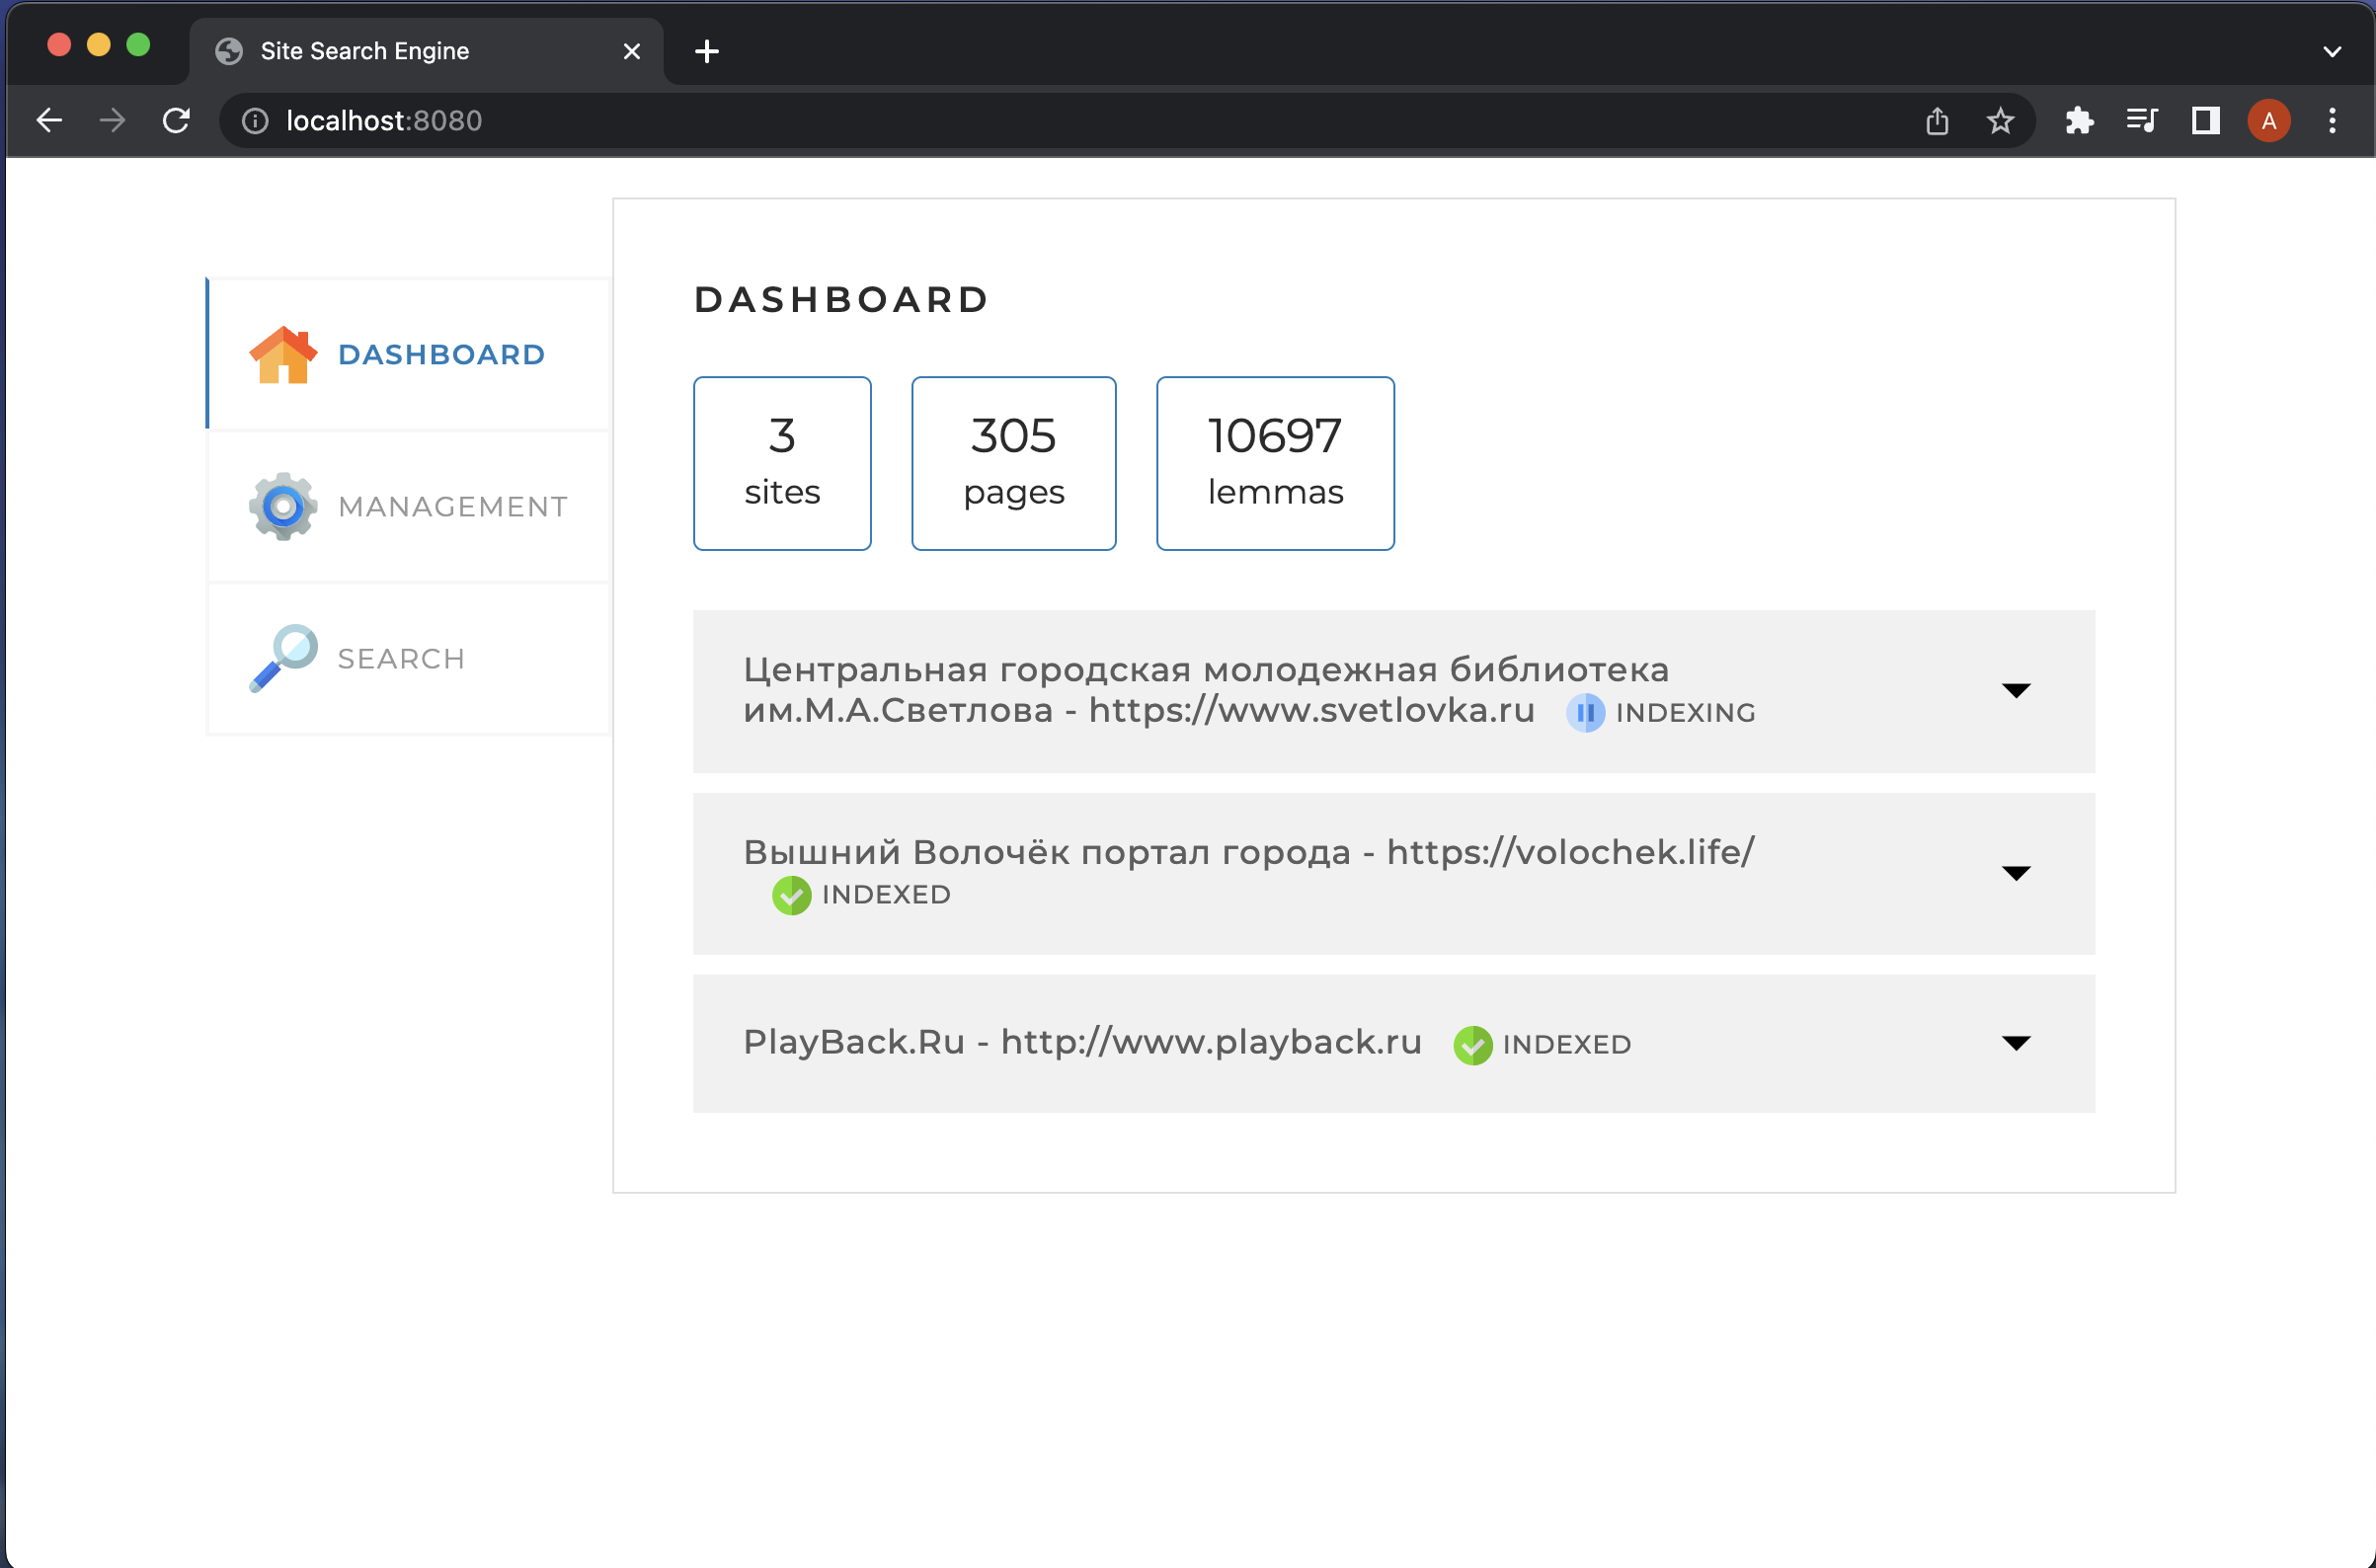 Site Search Engine
localhost:8080
A
DASHBOARD
MANAGEMENT
SEARCH
DASHBOARD
3
sites
305
pages
10697
lemmas
Центральная городская молодежная библиотека
им.М.А.Светлова - https://www.svetlovka.ru INDEXING
Вышний Волочёк портал города - https://volochek.life/
INDEXED
PlayBack.Ru - http://www.playback.ru INDEXED